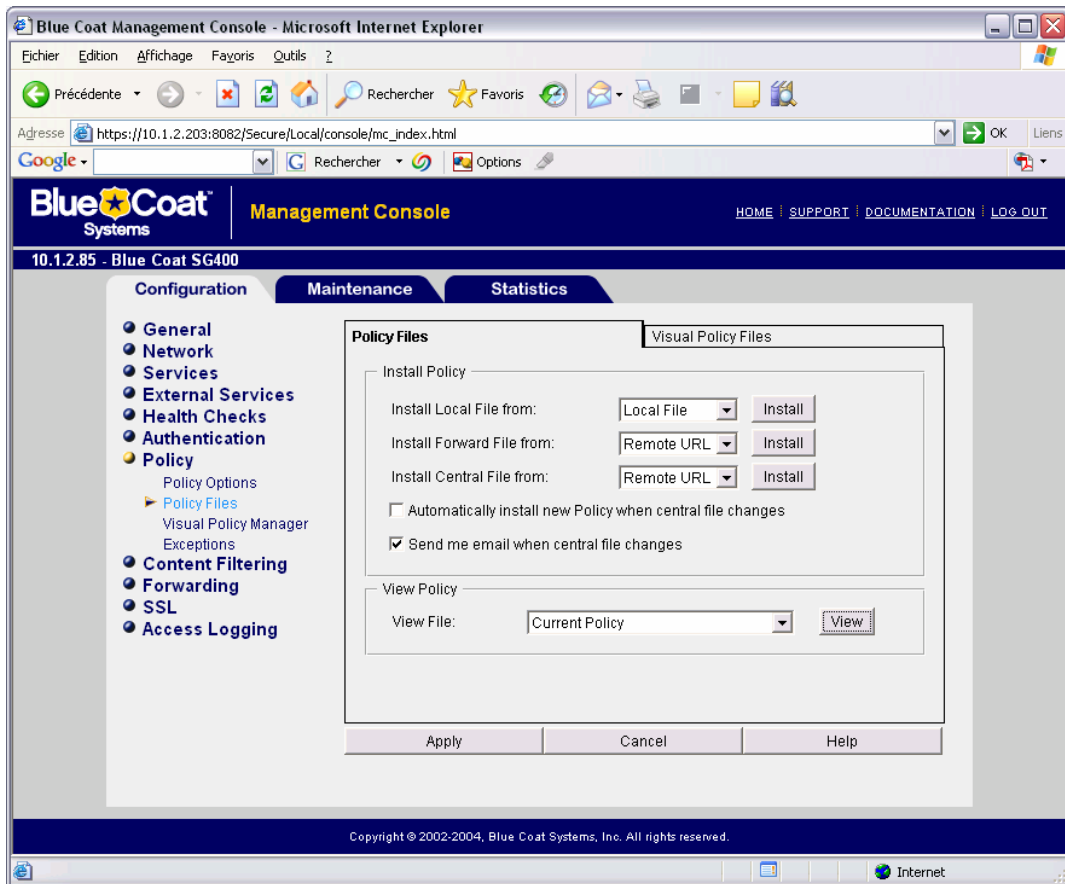 Blue Coat Management Console - Microsoft Internet Explorer
Fichier Edition Affichage Favoris Outils ?
Précédente Rechercher Favoris
Adresse https://10.1.2.203:8082/Secure/Local/console/mc_index.html OK Liens
Google Rechercher Options
Blue Coat™ Systems
Management Console
HOME SUPPORT DOCUMENTATION LOG OUT
10.1.2.85 - Blue Coat SG400
Configuration Maintenance Statistics
General
Network
Services
External Services
Health Checks
Authentication
Policy
Policy Options
Policy Files
Visual Policy Manager
Exceptions
Content Filtering
Forwarding
SSL
Access Logging
Policy Files Visual Policy Files
Install Policy
Install Local File from: Local File Install
Install Forward File from: Remote URL Install
Install Central File from: Remote URL Install
Automatically install new Policy when central file changes
Send me email when central file changes
View Policy
View File: Current Policy View
Apply Cancel Help
Copyright © 2002-2004, Blue Coat Systems, Inc. All rights reserved.
Internet